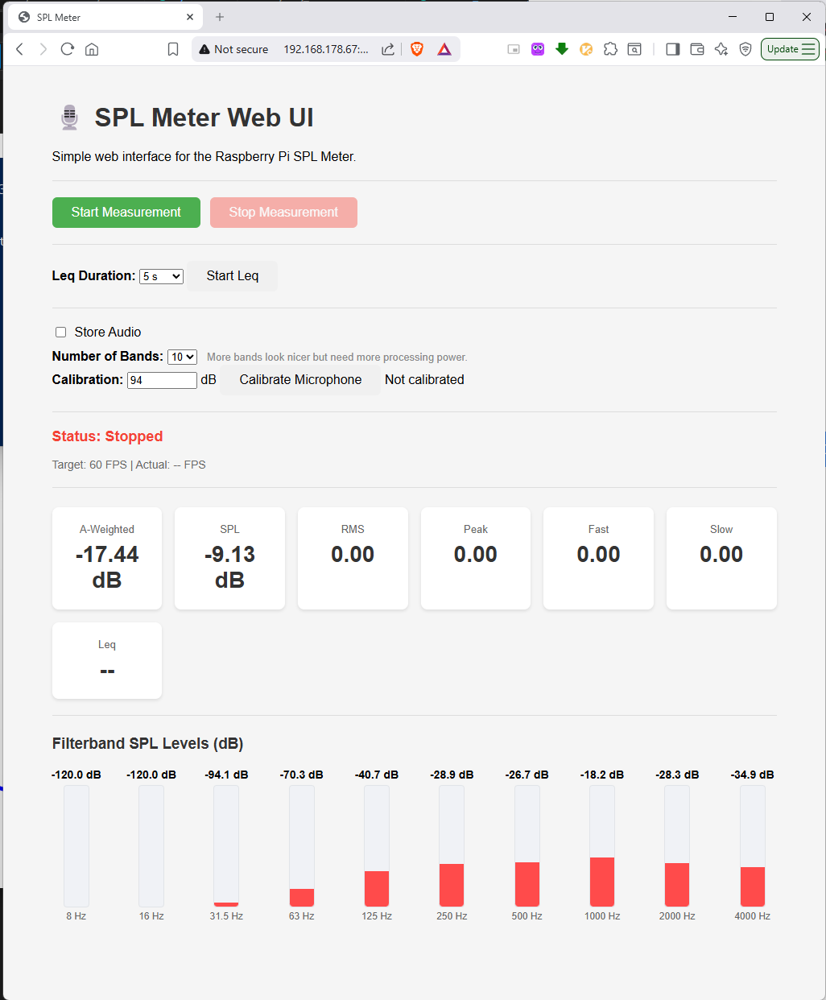 SPL Meter
Not secure 192.168.178.67:... Update
SPL Meter Web UI
Simple web interface for the Raspberry Pi SPL Meter.
Start Measurement Stop Measurement
Leq Duration: 5 s Start Leq
Store Audio
Number of Bands: 10 More bands look nicer but need more processing power.
Calibration: 94 dB Calibrate Microphone Not calibrated
Status: Stopped
Target: 60 FPS | Actual: -- FPS
A-Weighted SPL RMS Peak Fast Slow
-17.44 dB -9.13 dB 0.00 0.00 0.00 0.00
Leq
--
Filterband SPL Levels (dB)
-120.0 dB -120.0 dB -94.1 dB -70.3 dB -40.7 dB -28.9 dB -26.7 dB -18.2 dB -28.3 dB -34.9 dB
8 Hz 16 Hz 31.5 Hz 63 Hz 125 Hz 250 Hz 500 Hz 1000 Hz 2000 Hz 4000 Hz